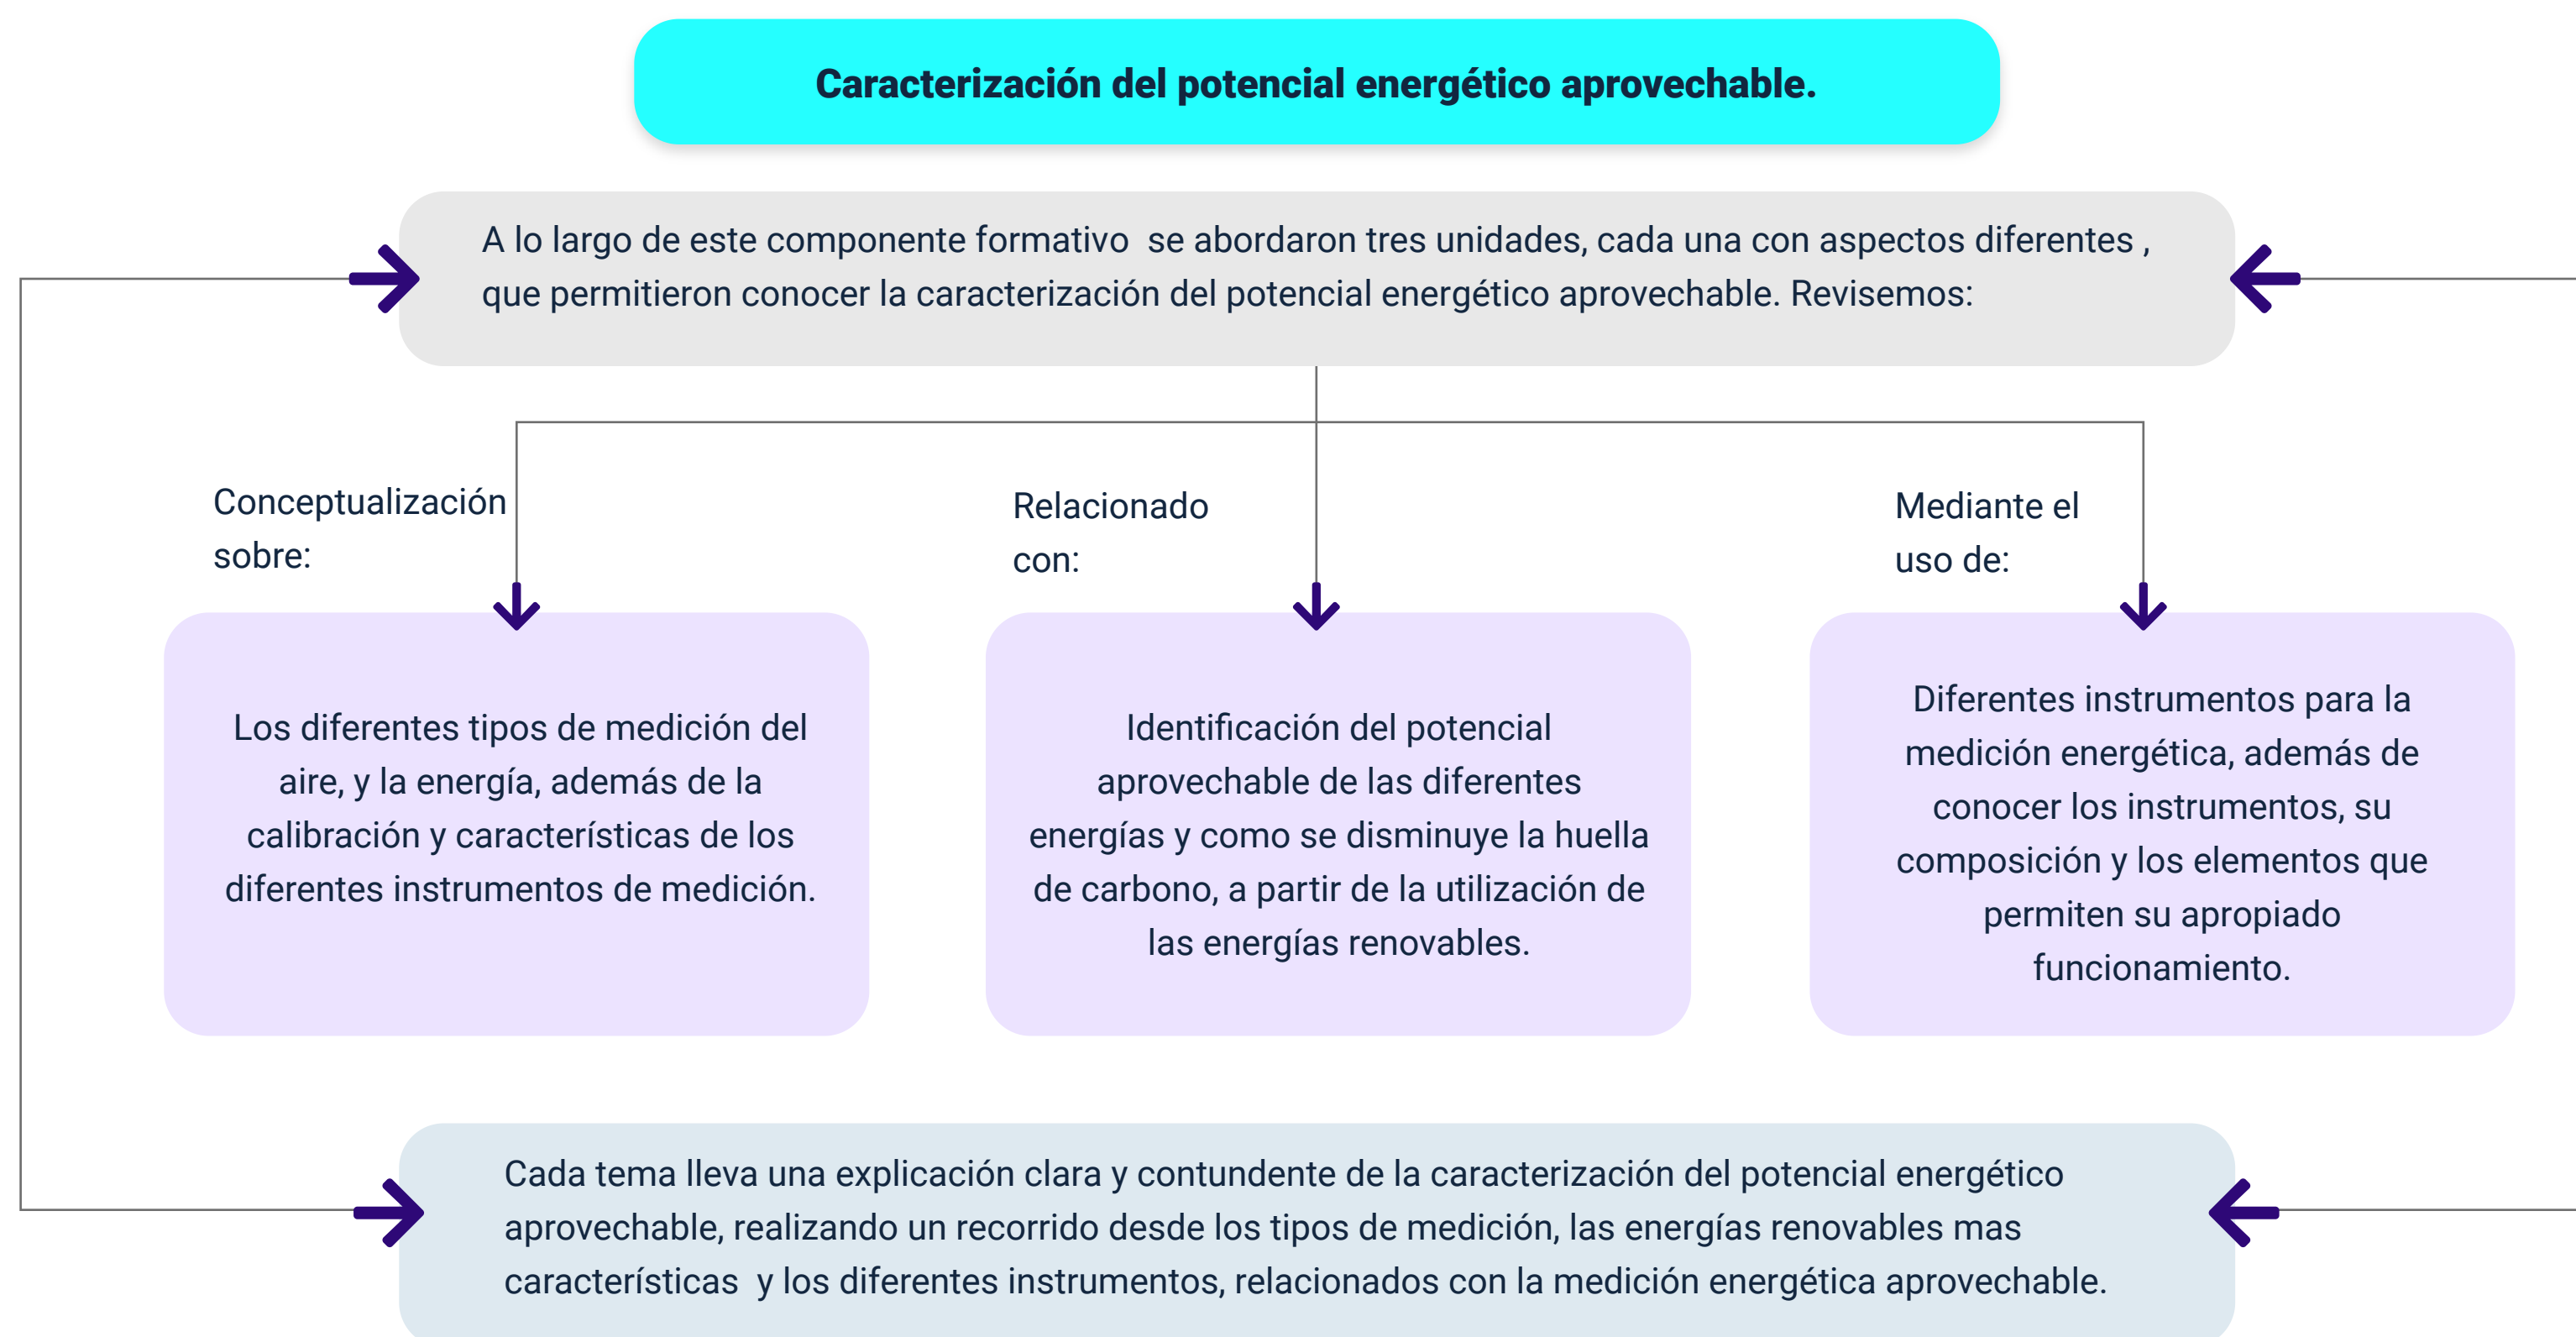 Caracterización del potencial energético aprovechable.
A lo largo de este componente formativo  se abordaron tres unidades, cada una con aspectos diferentes ,
que permitieron conocer la caracterización del potencial energético aprovechable. Revisemos:
Conceptualización
sobre:
Relacionado
con:
Mediante el
uso de:
Los diferentes tipos de medición del
aire, y la energía, además de la
calibración y características de los
diferentes instrumentos de medición.
Identificación del potencial
aprovechable de las diferentes
energías y como se disminuye la huella
de carbono, a partir de la utilización de
las energías renovables.
Diferentes instrumentos para la
medición energética, además de
conocer los instrumentos, su
composición y los elementos que
permiten su apropiado
funcionamiento.
Cada tema lleva una explicación clara y contundente de la caracterización del potencial energético
aprovechable, realizando un recorrido desde los tipos de medición, las energías renovables mas
características  y los diferentes instrumentos, relacionados con la medición energética aprovechable.